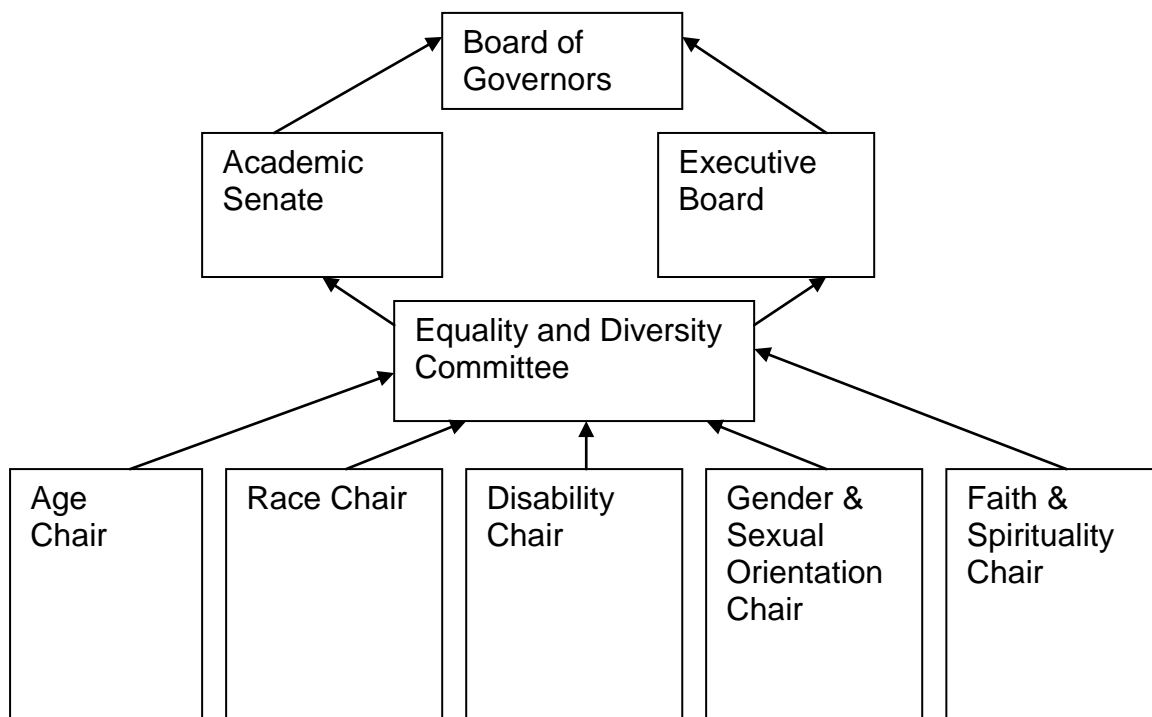 Board of
Governors
Academic
Senate
Executive
Board
Equality and Diversity
Committee
Age
Chair
Race Chair
Disability
Chair
Gender &
Sexual
Orientation
Chair
Faith &
Spirituality
Chair